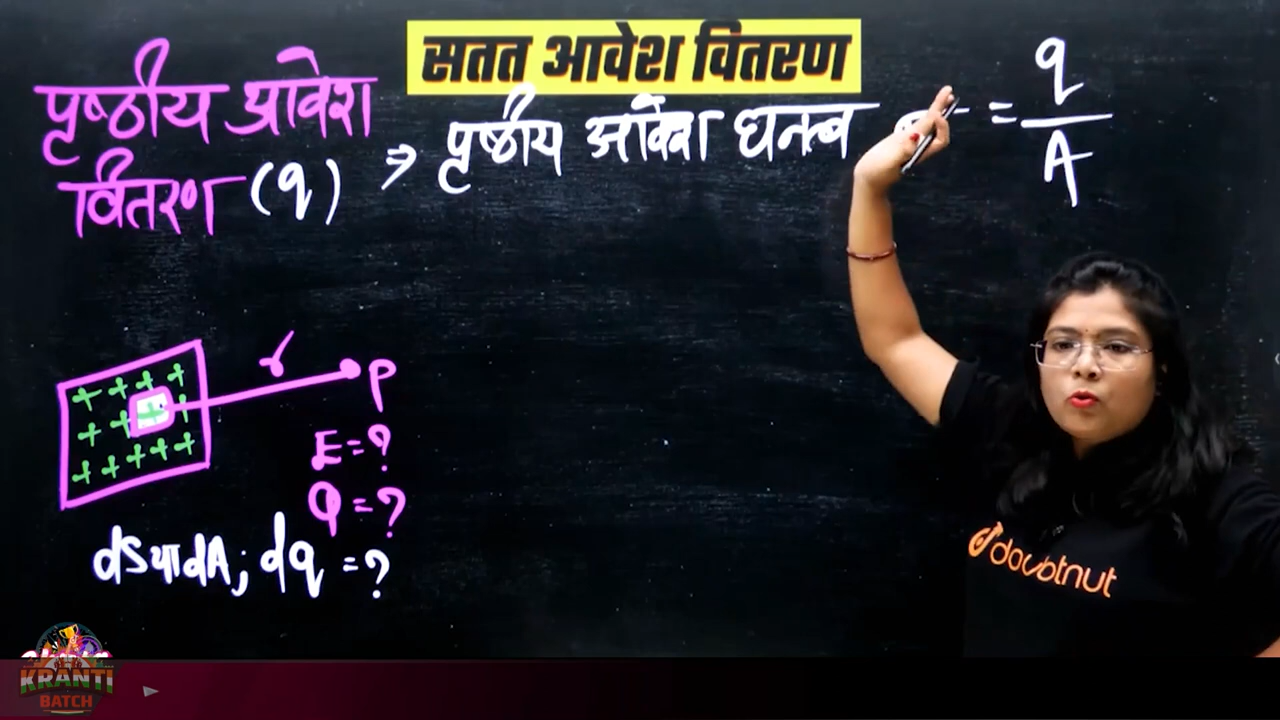 सतत आवेश वितरण
पृष्ठीय आवेश
वितरण (q)
⇒ पृष्ठीय आवेश घनत्व = q/A
r
P
E = ?
Q = ?
dS या dA; dq = ?
doubtnut
KRANTI
BATCH